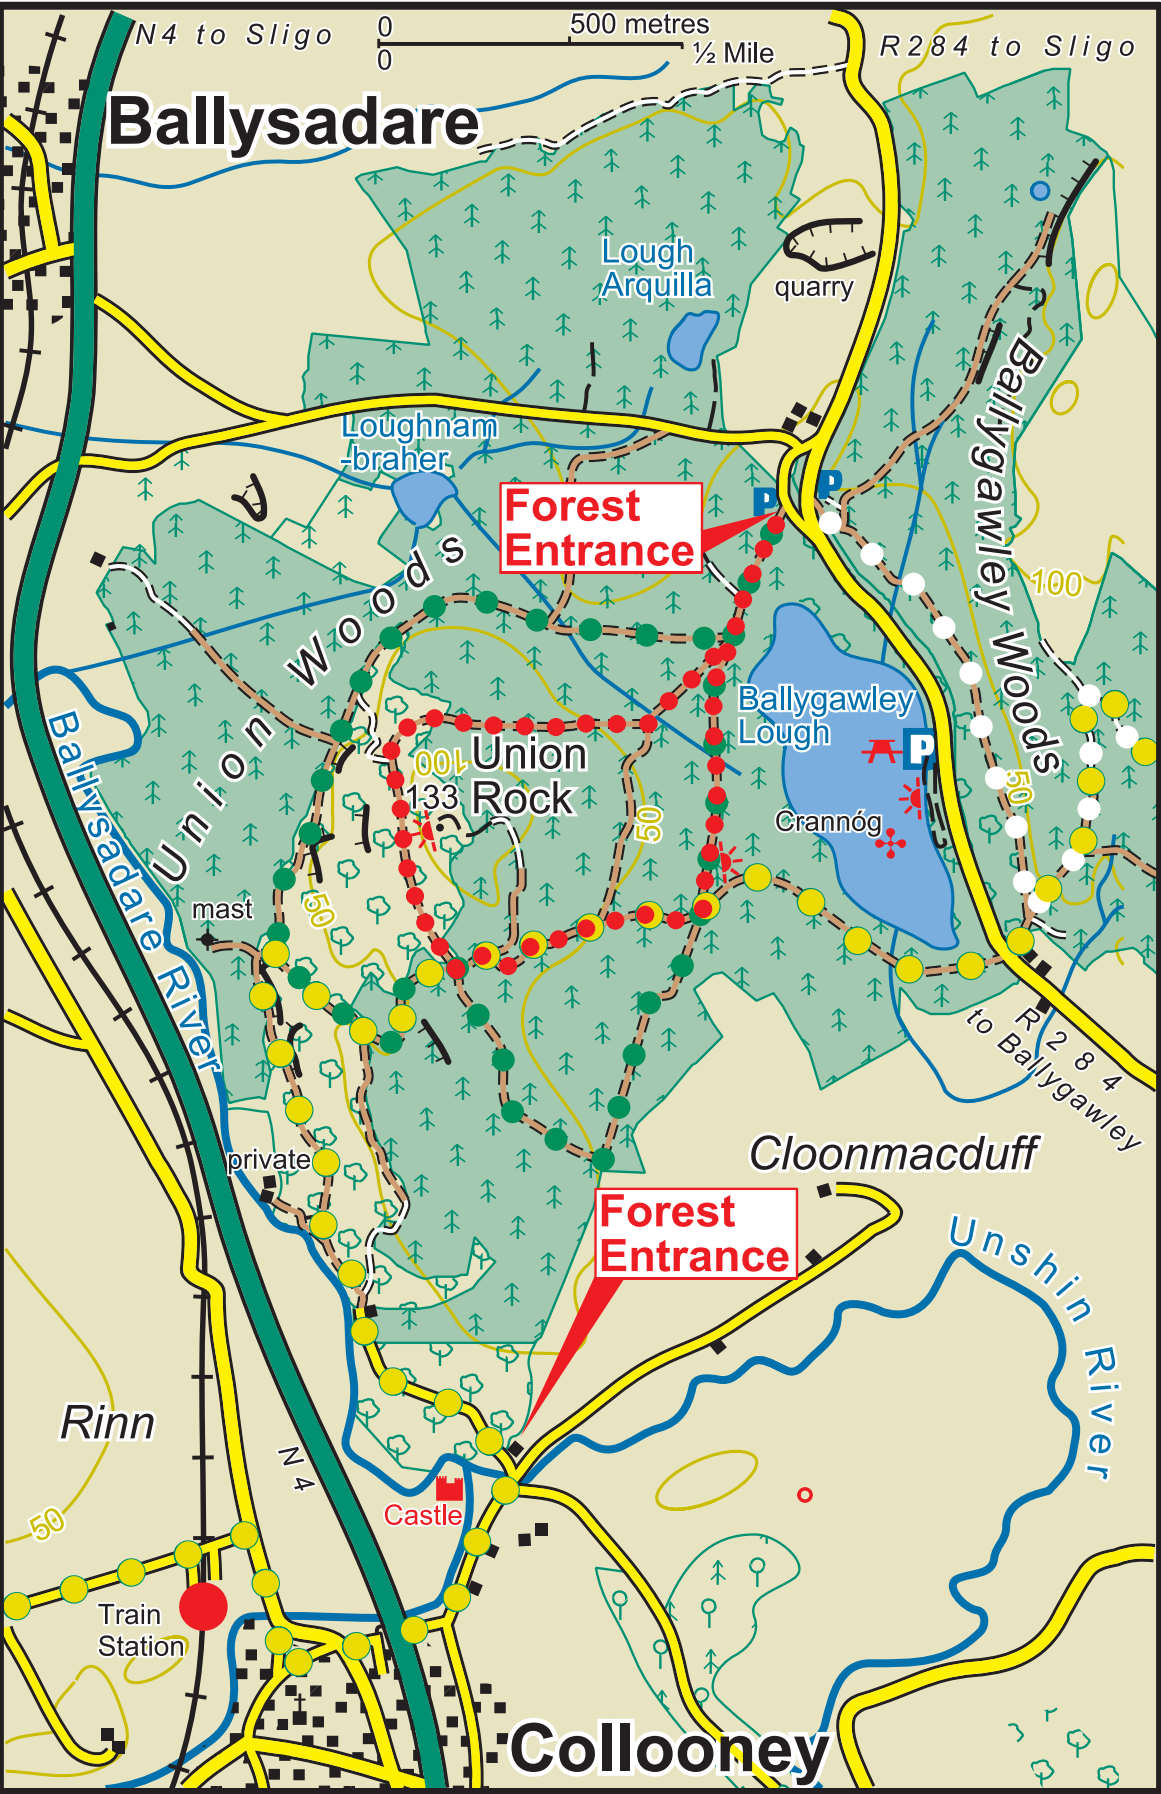 N4 to Sligo
0
500 metres
0
½ Mile
R284 to Sligo
Ballysadare
Lough
Arquilla
quarry
Loughnam
-braher
P
P
Forest
Entrance
Ballygawley Woods
100
Union Woods
Ballygawley
Lough
P
100
Union
Rock
133
50
50
50
Crannóg
mast
Ballysadare River
R 284
to Ballygawley
private
Cloonmacduff
Forest
Entrance
Unshin River
Rinn
N4
50
Castle
Train
Station
Collooney